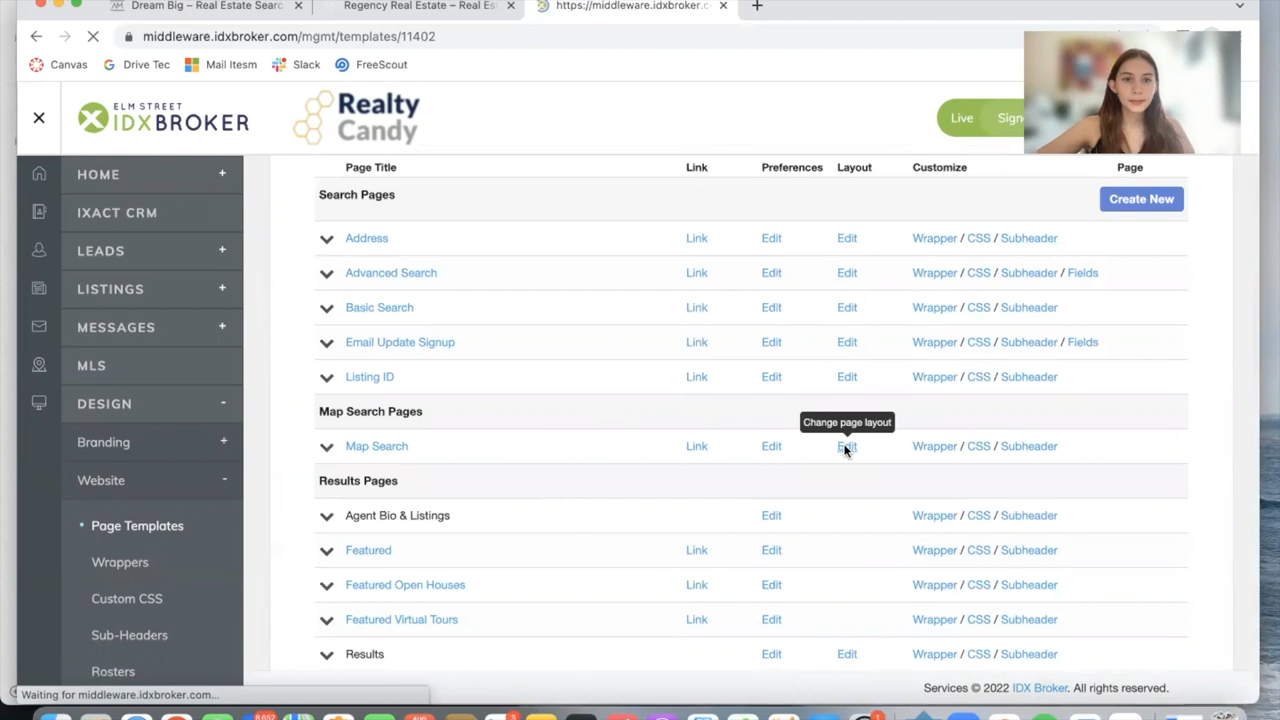 Dream Big – Real Estate Searc
Regency Real Estate – Real Es
https://middleware.idxbroker.c
middleware.idxbroker.com/mgmt/templates/11402
Canvas
Drive Tec
Mail Itesm
Slack
FreeScout
ELM STREET
IDXBROKER
Realty
Candy
Live
Sign
HOME +
IXACT CRM
LEADS +
LISTINGS +
MESSAGES +
MLS
DESIGN -
Branding +
Website -
Page Templates
Wrappers
Custom CSS
Sub-Headers
Rosters
Page Title Link Preferences Layout Customize Page
Search Pages Create New
Address Link Edit Edit Wrapper / CSS / Subheader
Advanced Search Link Edit Edit Wrapper / CSS / Subheader / Fields
Basic Search Link Edit Edit Wrapper / CSS / Subheader
Email Update Signup Link Edit Edit Wrapper / CSS / Subheader / Fields
Listing ID Link Edit Edit Wrapper / CSS / Subheader
Map Search Pages
Change page layout
Map Search Link Edit Edit Wrapper / CSS / Subheader
Results Pages
Agent Bio & Listings Edit Wrapper / CSS / Subheader
Featured Link Edit Wrapper / CSS / Subheader
Featured Open Houses Link Edit Wrapper / CSS / Subheader
Featured Virtual Tours Link Edit Wrapper / CSS / Subheader
Results Edit Edit Wrapper / CSS / Subheader
Services © 2022 IDX Broker. All rights reserved.
Waiting for middleware.idxbroker.com...